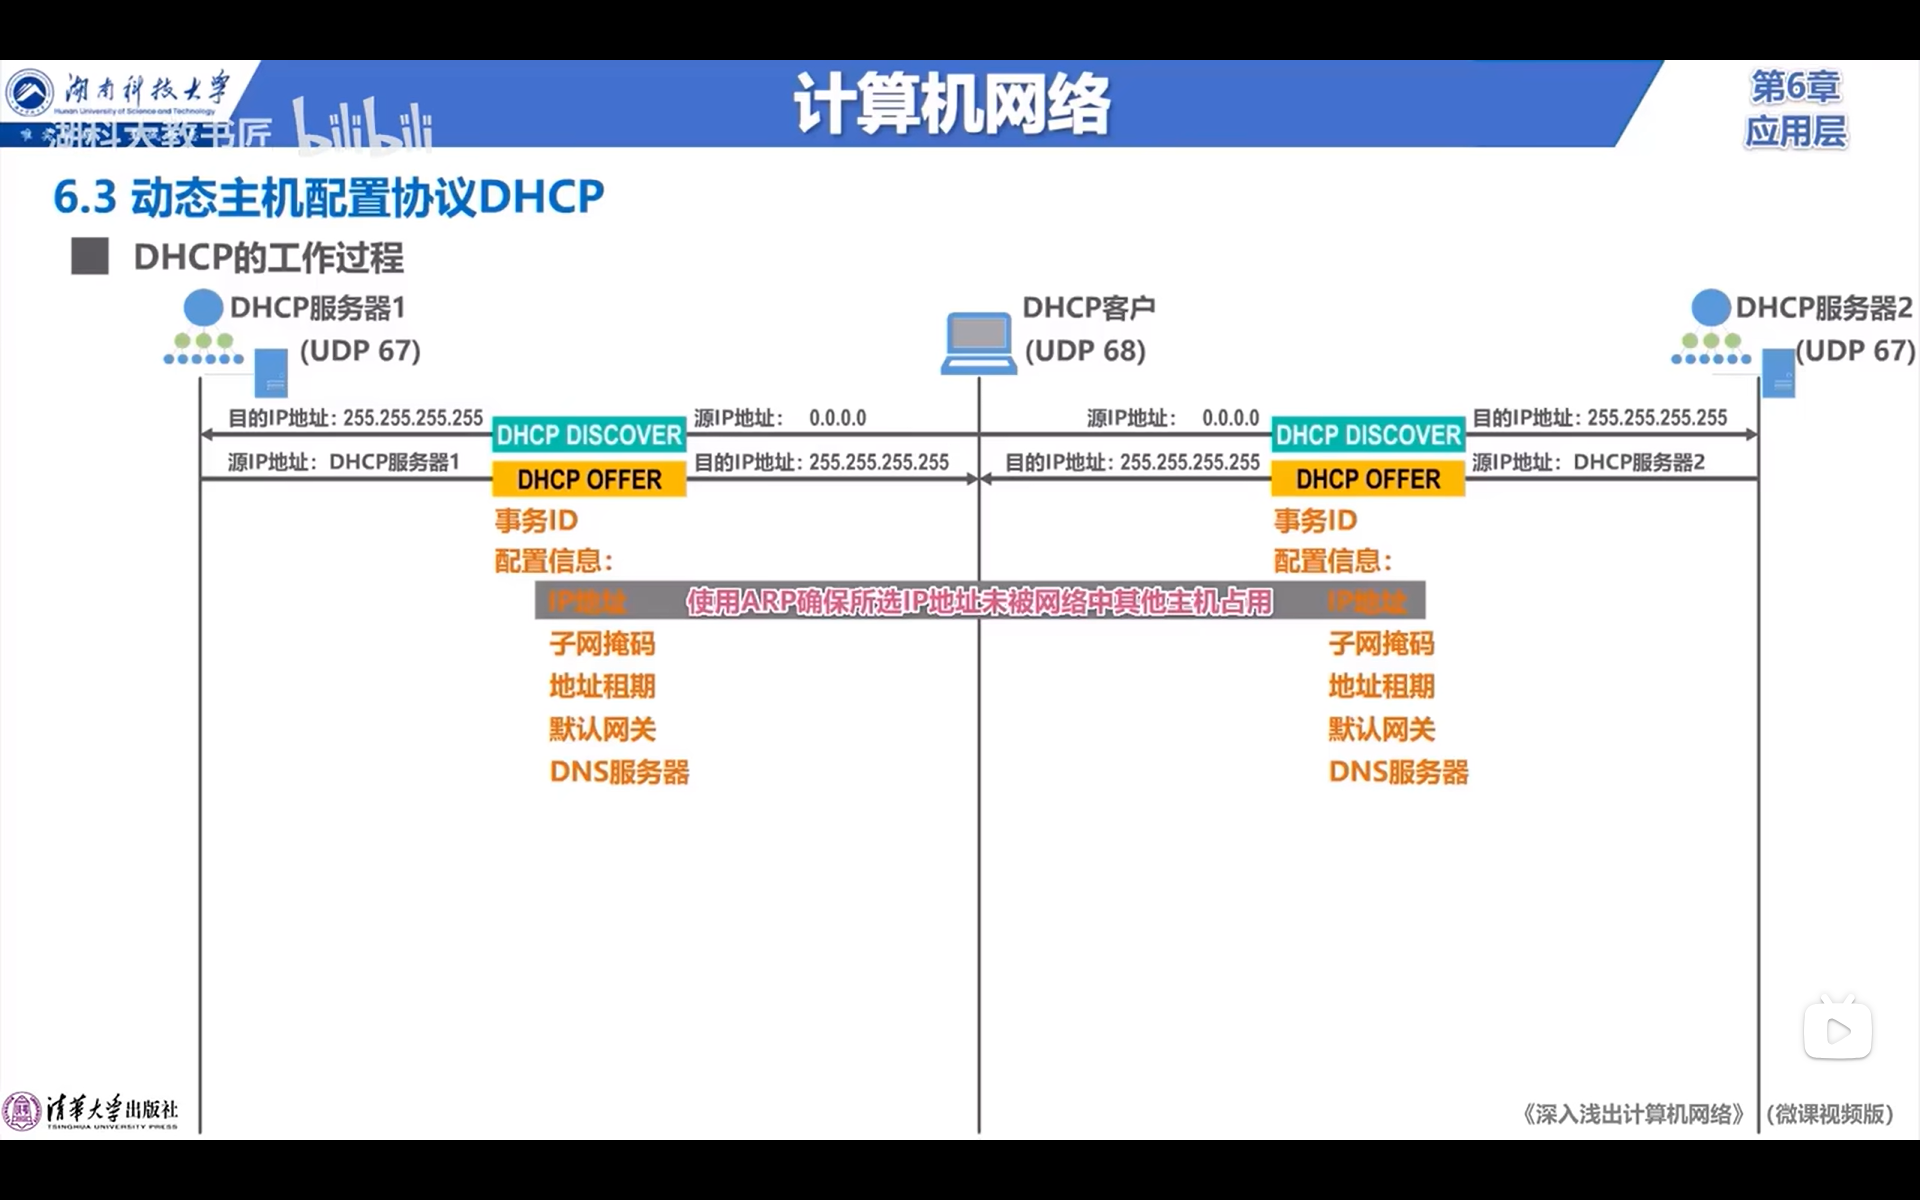 湖南科技大学
Hunan University of Science and Technology
湖科大教书匠 bilibili
计算机网络
第6章
应用层
6.3 动态主机配置协议DHCP
DHCP的工作过程
DHCP服务器1
(UDP 67)
DHCP客户
(UDP 68)
DHCP服务器2
(UDP 67)
目的IP地址: 255.255.255.255 DHCP DISCOVER 源IP地址: 0.0.0.0
源IP地址: 0.0.0.0 DHCP DISCOVER 目的IP地址: 255.255.255.255
源IP地址: DHCP服务器1 DHCP OFFER 目的IP地址: 255.255.255.255
目的IP地址: 255.255.255.255 DHCP OFFER 源IP地址: DHCP服务器2
事务ID
配置信息:
IP地址
子网掩码
地址租期
默认网关
DNS服务器
使用ARP确保所选IP地址未被网络中其他主机占用
事务ID
配置信息:
IP地址
子网掩码
地址租期
默认网关
DNS服务器
清华大学出版社
TSINGHUA UNIVERSITY PRESS
《深入浅出计算机网络》(微课视频版)